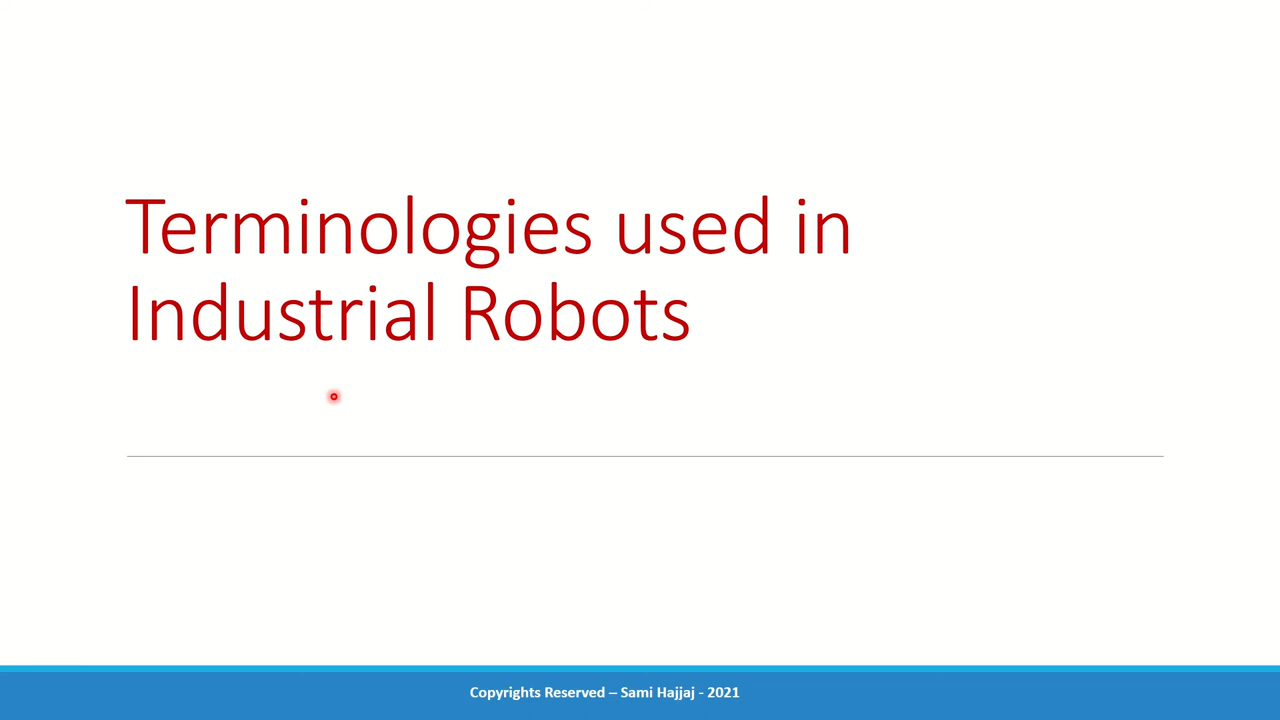 Terminologies used in
Industrial Robots
Copyrights Reserved – Sami Hajjaj - 2021